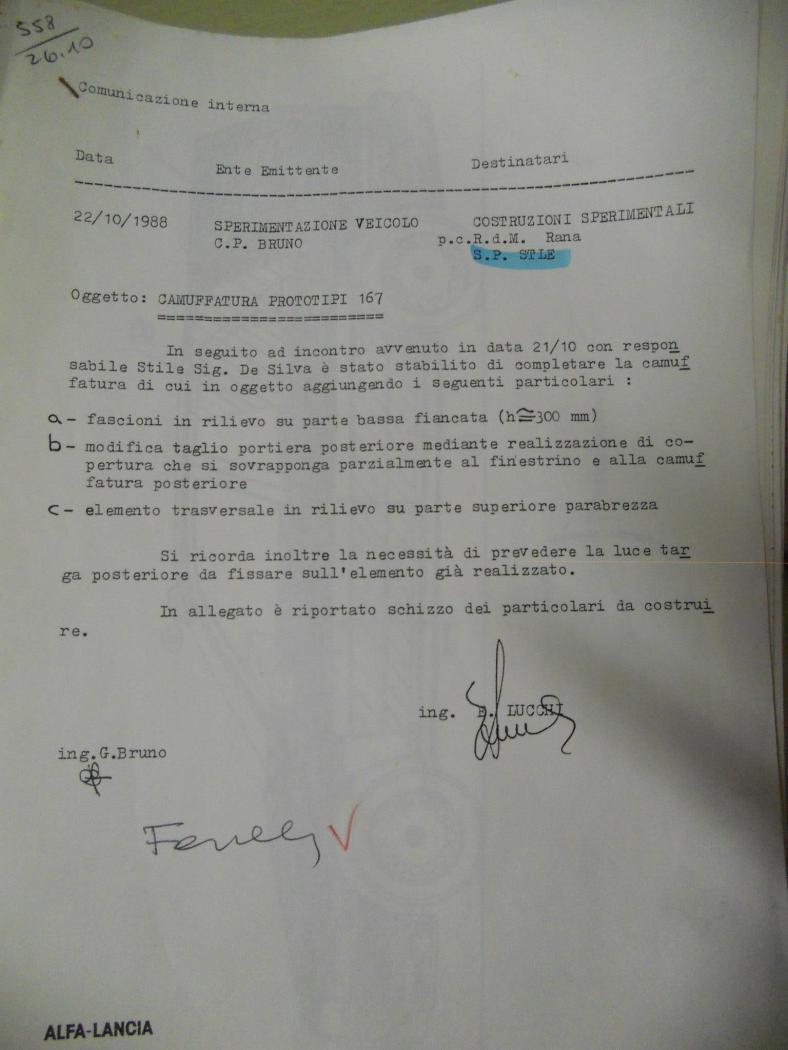 558
26.10
Comunicazione interna
Data Ente Emittente Destinatari
22/10/1988 SPERIMENTAZIONE VEICOLO COSTRUZIONI SPERIMENTALI
C.P. BRUNO p.c.R.d.M. Rana
S.P. STLE
Oggetto: CAMUFFATURA PROTOTIPI 167
In seguito ad incontro avvenuto in data 21/10 con respon
sabile Stile Sig. De Silva è stato stabilito di completare la camuf
fatura di cui in oggetto aggiungendo i seguenti particolari :
a - fascioni in rilievo su parte bassa fiancata (h≅300 mm)
b - modifica taglio portiera posteriore mediante realizzazione di co-
pertura che si sovrapponga parzialmente al finestrino e alla camuf
fatura posteriore
c - elemento trasversale in rilievo su parte superiore parabrezza
Si ricorda inoltre la necessità di prevedere la luce tar
ga posteriore da fissare sull'elemento già realizzato.
In allegato è riportato schizzo dei particolari da costrui
re.
ing. E. LUCCHI
ing.G.Bruno
ALFA-LANCIA